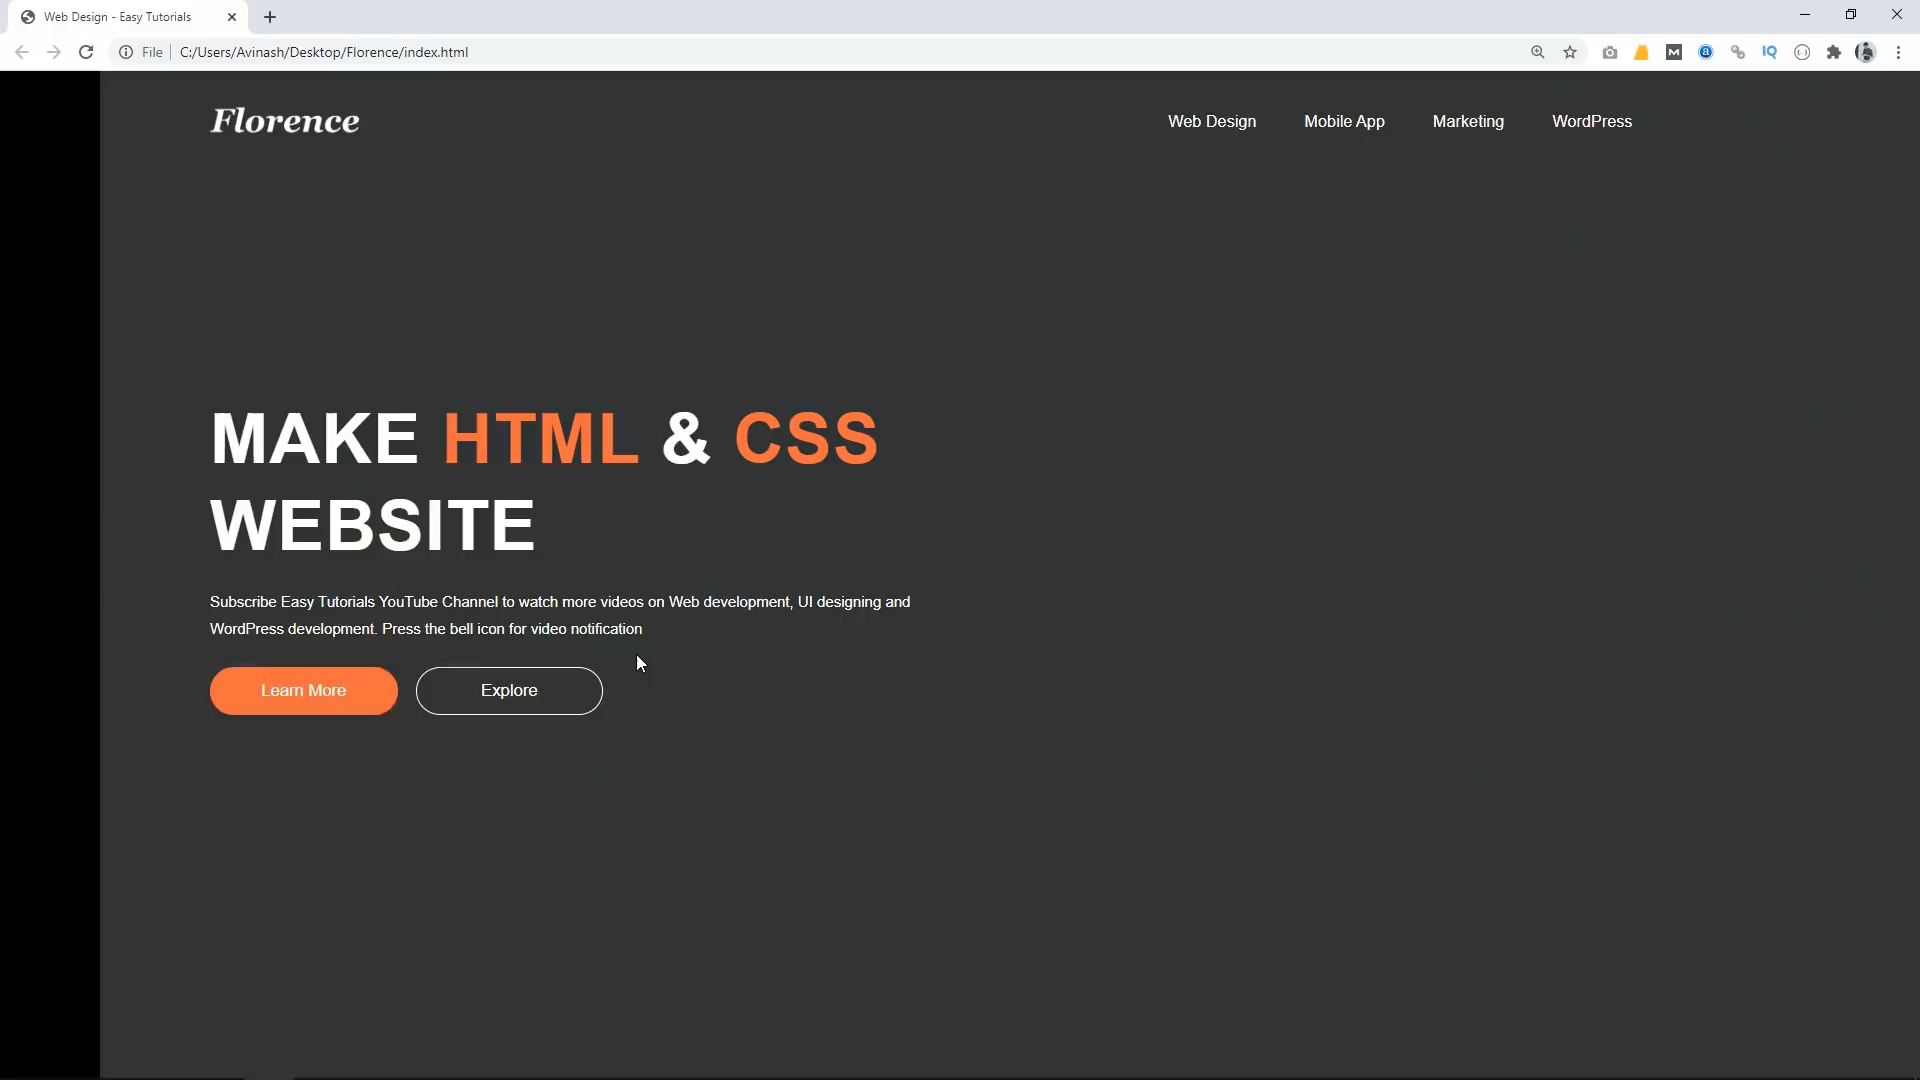 Web Design - Easy Tutorials
File C:/Users/Avinash/Desktop/Florence/index.html
Florence
Web Design Mobile App Marketing WordPress
MAKE HTML & CSS
WEBSITE
Subscribe Easy Tutorials YouTube Channel to watch more videos on Web development, UI designing and
WordPress development. Press the bell icon for video notification
Learn More Explore